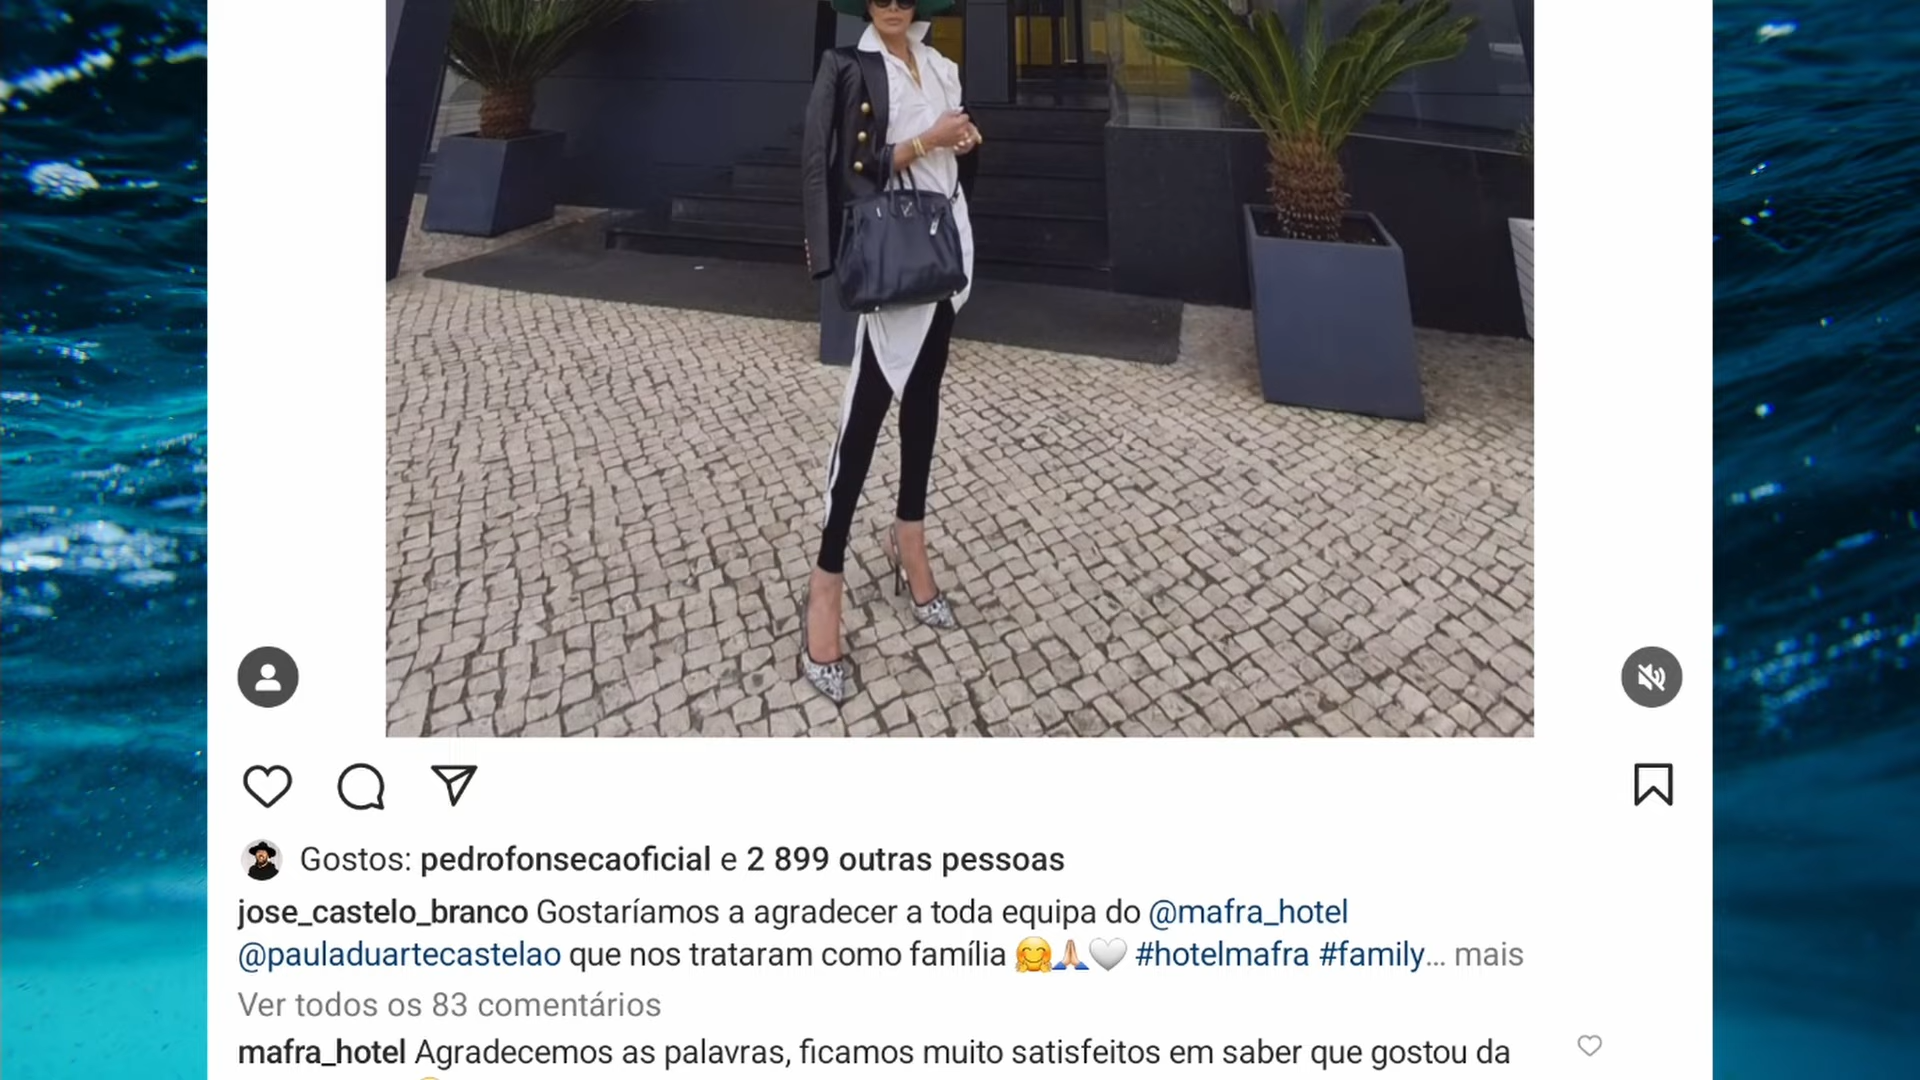 Gostos: pedrofonsecaoficial e 2 899 outras pessoas
jose_castelo_branco Gostaríamos a agradecer a toda equipa do @mafra_hotel
@pauladuartecastelao que nos trataram como família 🤗🙏🏼🤍 #hotelmafra #family... mais
Ver todos os 83 comentários
mafra_hotel Agradecemos as palavras, ficamos muito satisfeitos em saber que gostou da